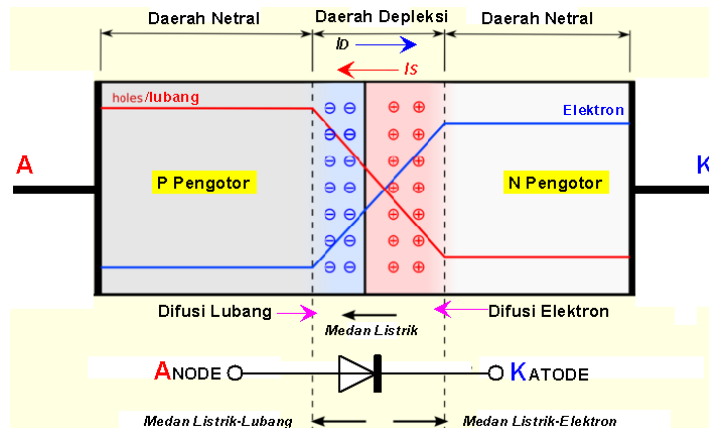 Daerah Netral Daerah Depleksi Daerah Netral
ID
IS
holes/lubang
Elektron
A K
P Pengotor N Pengotor
Difusi Lubang Difusi Elektron
Medan Listrik
ANODE KATODE
Medan Listrik-Lubang Medan Listrik-Elektron